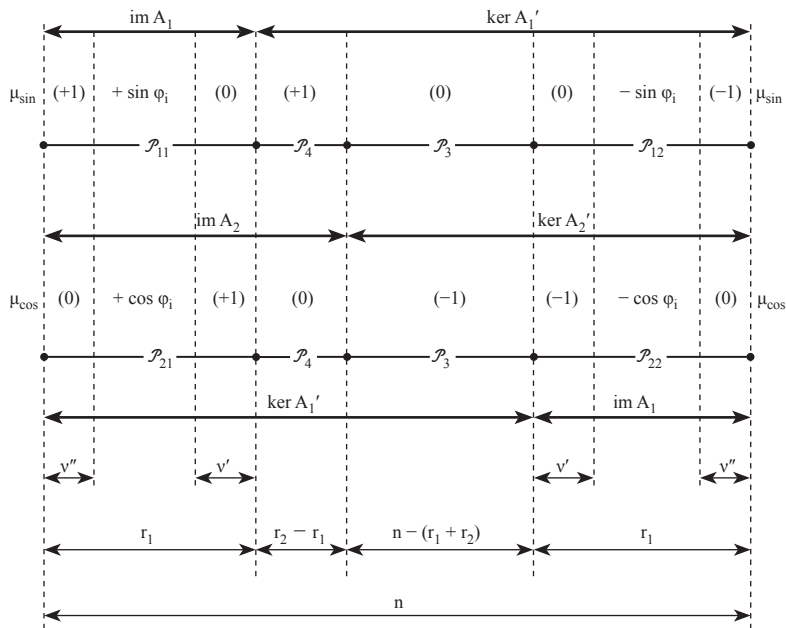 im A₁ ker A₁′
μsin (+1) + sin φᵢ (0) (+1) (0) (0) − sin φᵢ (−1) μsin
𝒫₁₁ 𝒫₄ 𝒫₃ 𝒫₁₂
im A₂ ker A₂′
μcos (0) + cos φᵢ (+1) (0) (−1) (−1) − cos φᵢ (0) μcos
𝒫₂₁ 𝒫₄ 𝒫₃ 𝒫₂₂
ker A₁′ im A₁
ν″ ν′ ν′ ν″
r₁ r₂ − r₁ n − (r₁ + r₂) r₁
n